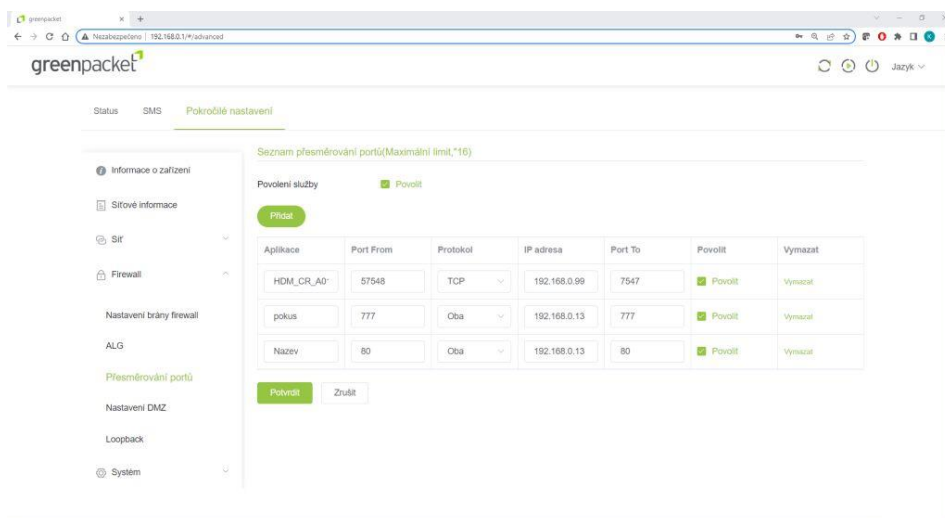 greenpacket
Nezabezpečeno | 192.168.0.1/#/advanced
greenpacket
Jazyk
Status SMS Pokročilé nastavení
Informace o zařízení
Síťové informace
Síť
Firewall
Nastavení brány firewall
ALG
Přesměrování portů
Nastavení DMZ
Loopback
Systém
Seznam přesměrování portů(Maximální limit,"16)
Povolení služby Povolit
Přidat
Aplikace Port From Protokol IP adresa Port To Povolit Vymazat
HDM_CR_A0 57548 TCP 192.168.0.99 7547 Povolit Vymazat
pokus 777 Oba 192.168.0.13 777 Povolit Vymazat
Nazev 80 Oba 192.168.0.13 80 Povolit Vymazat
Potvrdit Zrušit